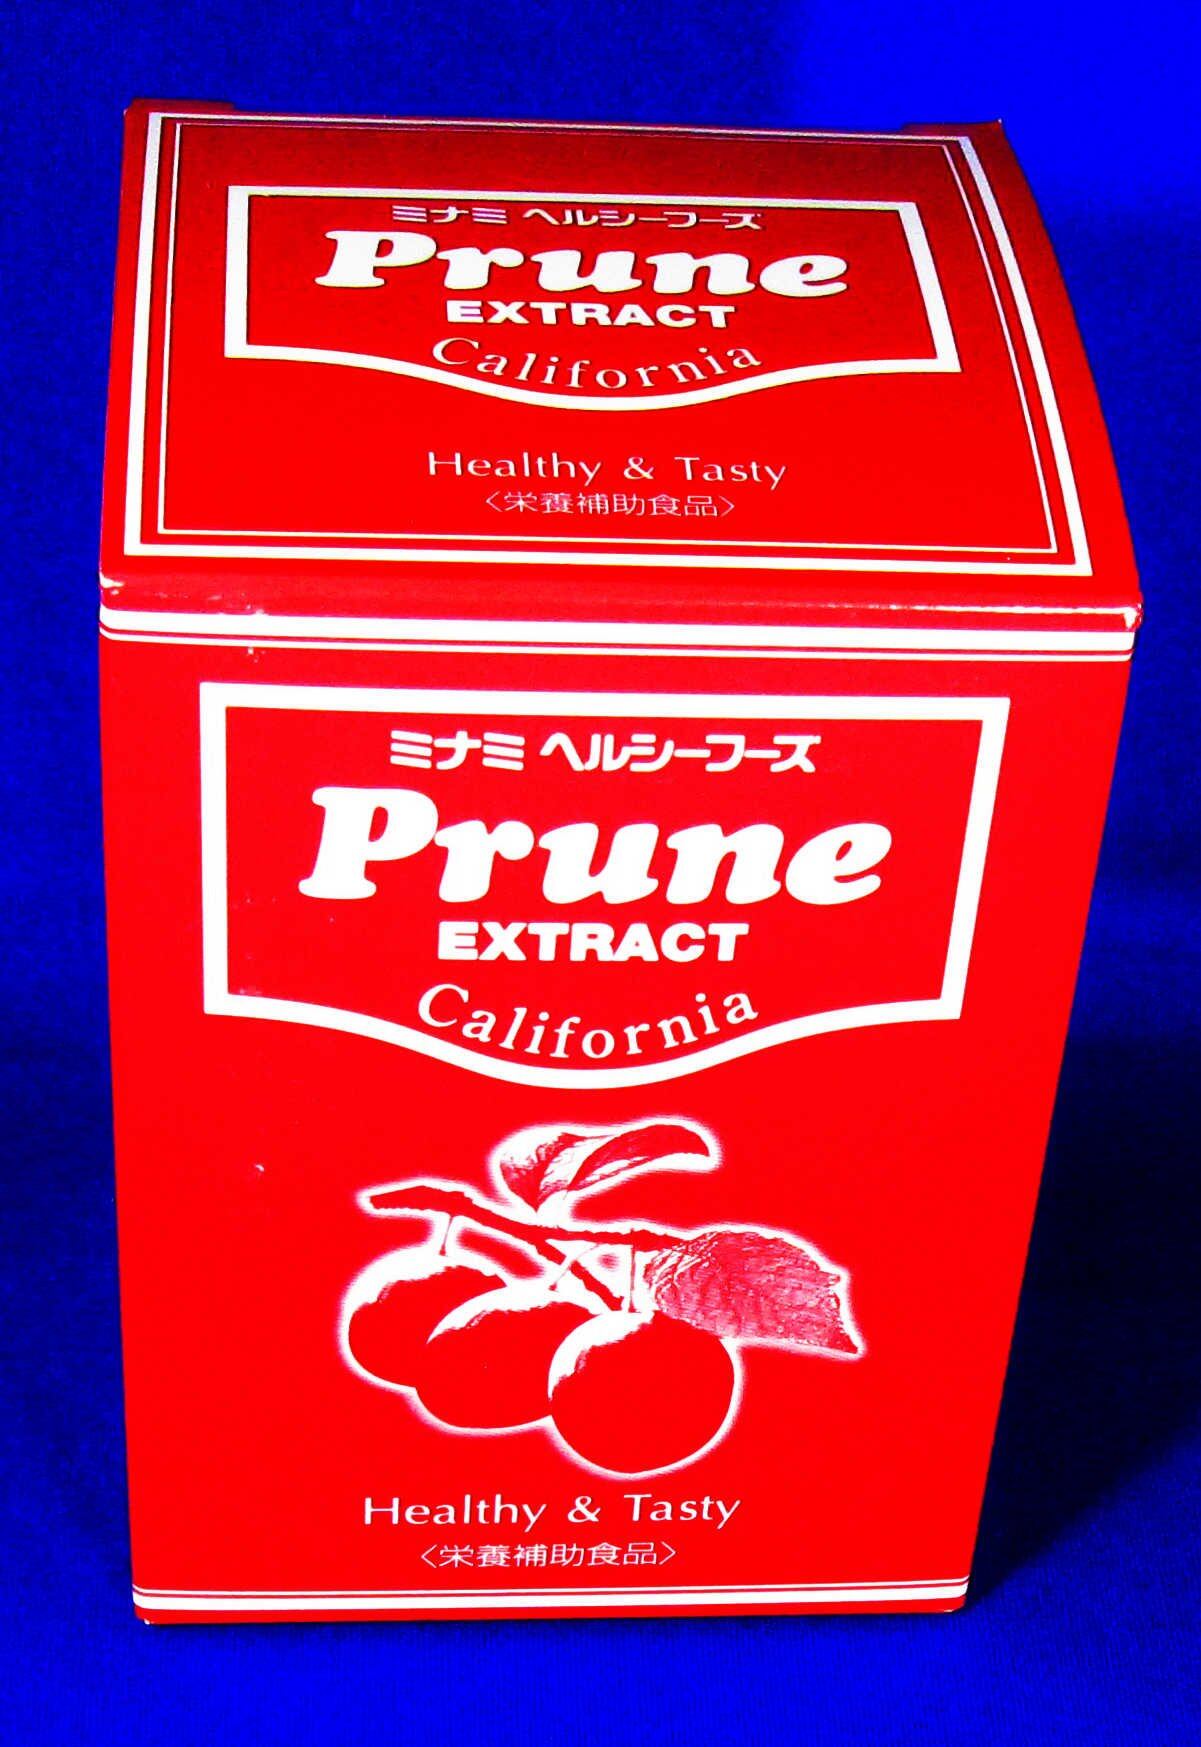 ミナミ ヘルシーフーズ
Prune
EXTRACT
California
Healthy & Tasty
〈栄養補助食品〉
ミナミ ヘルシーフーズ
Prune
EXTRACT
California
Healthy & Tasty
〈栄養補助食品〉